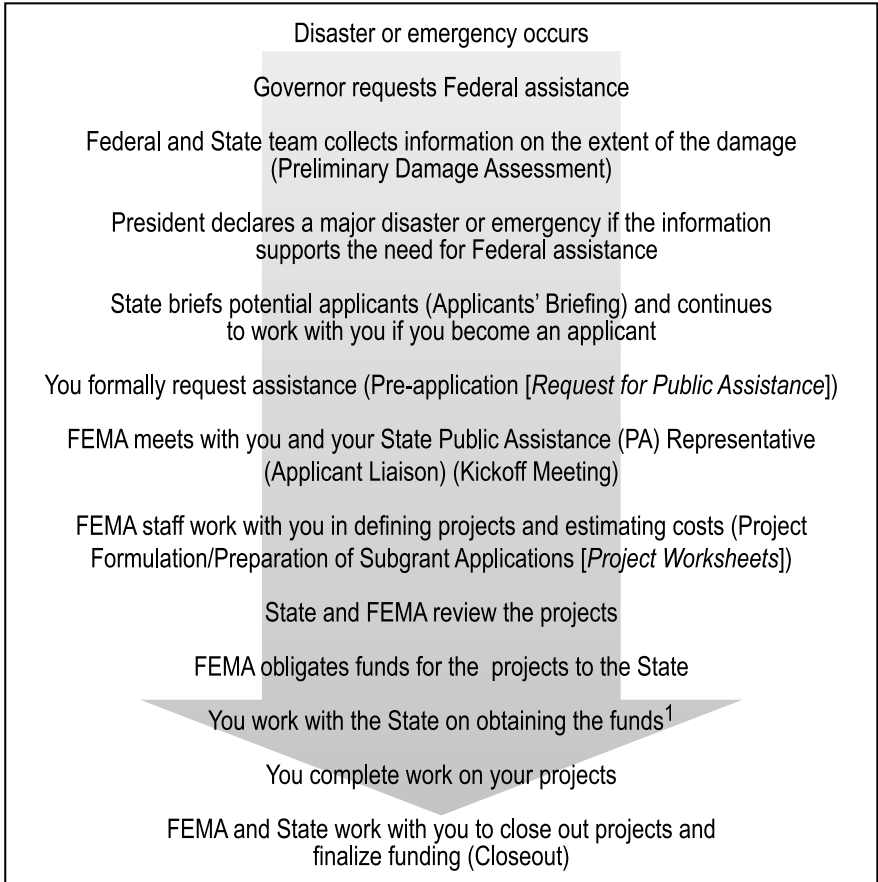 Disaster or emergency occurs
Governor requests Federal assistance
Federal and State team collects information on the extent of the damage
(Preliminary Damage Assessment)
President declares a major disaster or emergency if the information
supports the need for Federal assistance
State briefs potential applicants (Applicants’ Briefing) and continues
to work with you if you become an applicant
You formally request assistance (Pre-application [Request for Public Assistance])
FEMA meets with you and your State Public Assistance (PA) Representative
(Applicant Liaison) (Kickoff Meeting)
FEMA staff work with you in defining projects and estimating costs (Project
Formulation/Preparation of Subgrant Applications [Project Worksheets])
State and FEMA review the projects
FEMA obligates funds for the projects to the State
You work with the State on obtaining the funds1
You complete work on your projects
FEMA and State work with you to close out projects and
finalize funding (Closeout)